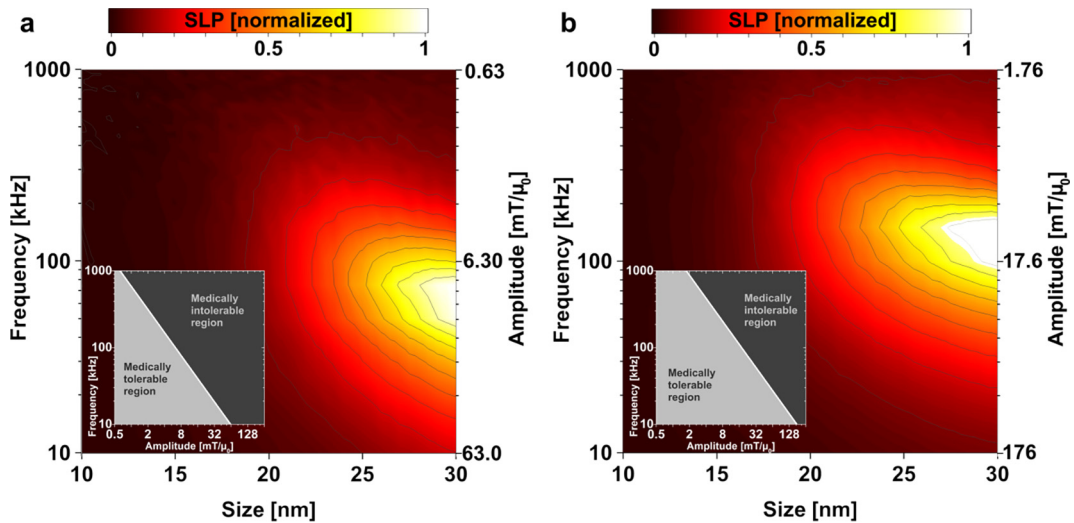 a
SLP [normalized]
0 0.5 1
1000
100
10
Frequency [kHz]
0.63
6.30
63.0
Amplitude [mT/μ0]
10 15 20 25 30
Size [nm]
1000
100
10
Frequency [kHz]
Medically
intolerable
region
Medically
tolerable
region
0.5 2 8 32 128
Amplitude [mT/μ0]
b
SLP [normalized]
0 0.5 1
1000
100
10
Frequency [kHz]
1.76
17.6
176
Amplitude [mT/μ0]
10 15 20 25 30
Size [nm]
1000
100
10
Frequency [kHz]
Medically
intolerable
region
Medically
tolerable
region
0.5 2 8 32 128
Amplitude [mT/μ0]